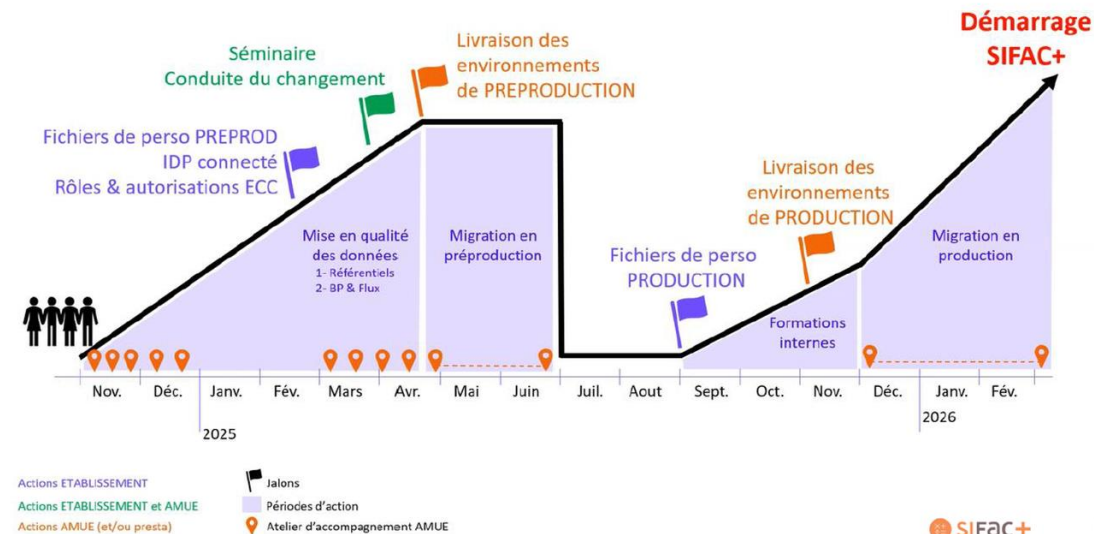 Démarrage
SIFAC+
Livraison des
environnements
de PREPRODUCTION
Séminaire
Conduite du changement
Fichiers de perso PREPROD
IDP connecté
Rôles & autorisations ECC
Livraison des
environnements
de PRODUCTION
Mise en qualité
des données
1- Référentiels
2- BP & Flux
Migration en
préproduction
Fichiers de perso
PRODUCTION
Migration en
production
Formations
internes
Nov. Déc. Janv. Fév. Mars Avr. Mai Juin Juil. Aout Sept. Oct. Nov. Déc. Janv. Fév.
2025
2026
Actions ETABLISSEMENT
Actions ETABLISSEMENT et AMUE
Actions AMUE (et/ou presta)
Jalons
Périodes d'action
Atelier d'accompagnement AMUE
SIFAC+